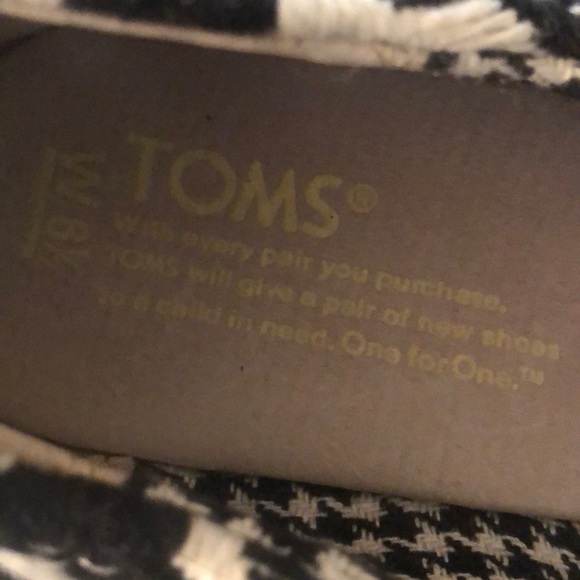 TOMS®
With every pair you purchase,
TOMS will give a pair of new shoes
to a child in need. One for One.™